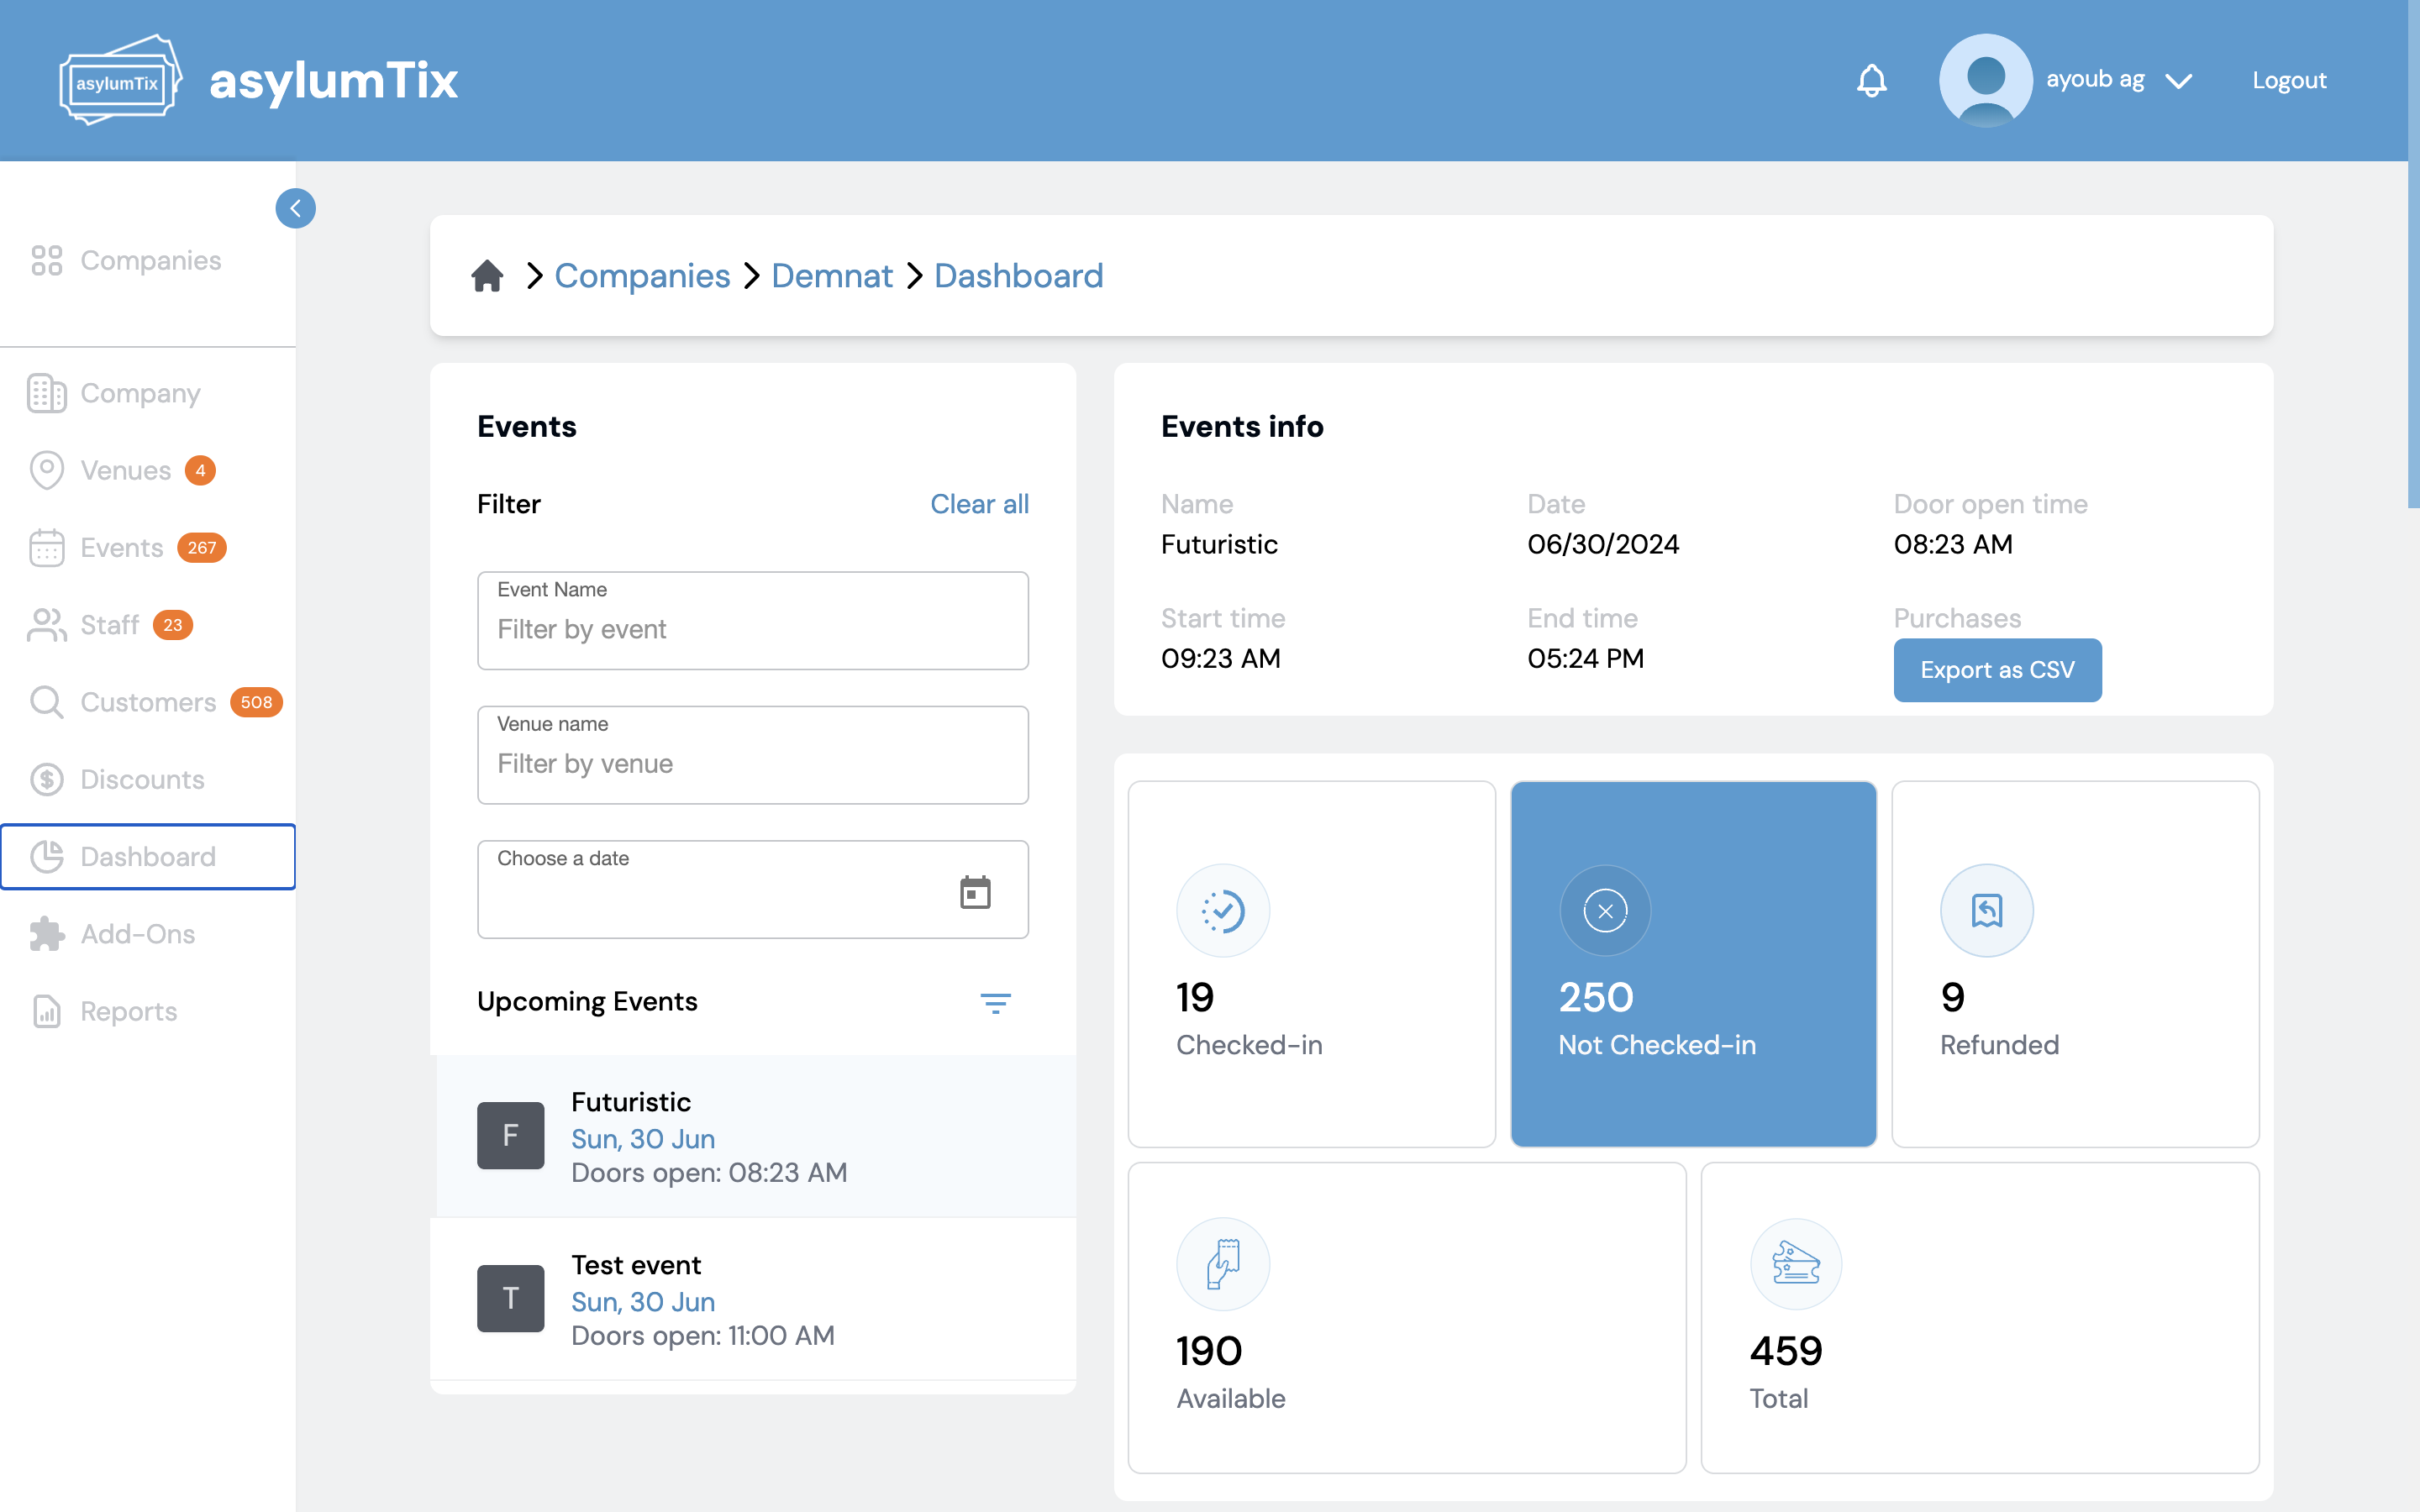 asylumTix
asylumTix
ayoub ag
Logout
Companies
Company
Venues 4
Events 267
Staff 23
Customers 508
Discounts
Dashboard
Add-Ons
Reports
Companies Demnat Dashboard
Events
Filter Clear all
Event Name
Filter by event
Venue name
Filter by venue
Choose a date
Upcoming Events
F
Futuristic
Sun, 30 Jun
Doors open: 08:23 AM
T
Test event
Sun, 30 Jun
Doors open: 11:00 AM
Events info
Name Date Door open time
Futuristic 06/30/2024 08:23 AM
Start time End time Purchases
09:23 AM 05:24 PM Export as CSV
19
Checked-in
250
Not Checked-in
9
Refunded
190
Available
459
Total